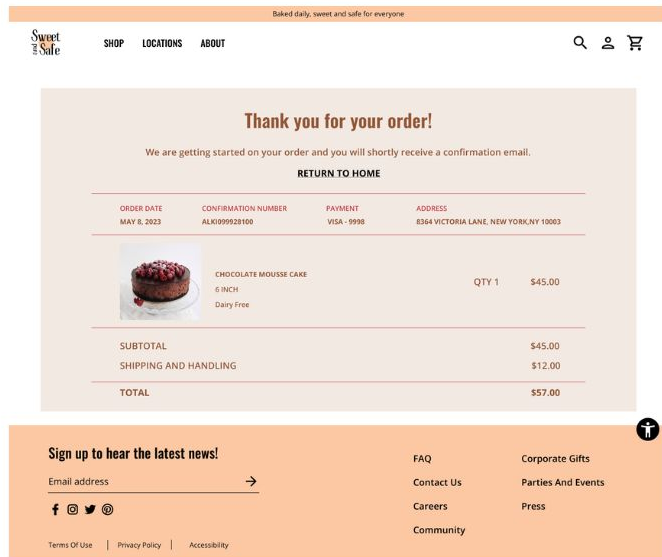 Baked daily, sweet and safe for everyone
Sweet
and Safe
SHOP LOCATIONS ABOUT
Thank you for your order!
We are getting started on your order and you will shortly receive a confirmation email.
RETURN TO HOME
ORDER DATE CONFIRMATION NUMBER PAYMENT ADDRESS
MAY 8, 2023 ALKI099928100 VISA - 9998 8364 VICTORIA LANE, NEW YORK,NY 10003
CHOCOLATE MOUSSE CAKE
6 INCH
Dairy Free
QTY 1 $45.00
SUBTOTAL $45.00
SHIPPING AND HANDLING $12.00
TOTAL $57.00
Sign up to hear the latest news!
Email address
FAQ Corporate Gifts
Contact Us Parties And Events
Careers Press
Community
Terms Of Use | Privacy Policy | Accessibility